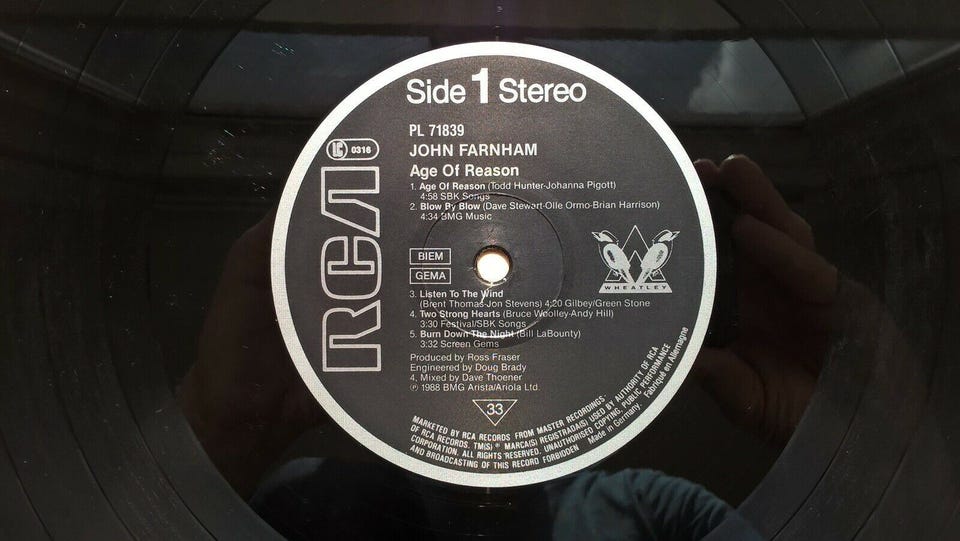 Side 1 Stereo
PL 71839
JOHN FARNHAM
Age Of Reason
1. Age Of Reason (Todd Hunter-Johanna Pigott)
4:58 SBK Songs
2. Blow By Blow (Dave Stewart-Olle Ormo-Brian Harrison)
4:34 BMG Music
LC 0316
RCA
BIEM
GEMA
WHEATLEY
3. Listen To The Wind
(Brent Thomas-Jon Stevens) 4:20 Gilbey/Green Stone
4. Two Strong Hearts (Bruce Woolley-Andy Hill)
3:30 Festival/SBK Songs
5. Burn Down The Night (Bill LaBounty)
3:32 Screen Gems
Produced by Ross Fraser
Engineered by Doug Brady
4. Mixed by Dave Thoener
℗ 1988 BMG Arista/Ariola Ltd.
33
MARKETED BY RCA RECORDS FROM MASTER RECORDINGS
OF RCA RECORDS. TM(S) ® MARCA(S) REGISTRADA(S) USED BY AUTHORITY OF RCA
CORPORATION. ALL RIGHTS RESERVED. UNAUTHORISED COPYING, PUBLIC PERFORMANCE
AND BROADCASTING OF THIS RECORD FORBIDDEN
Made in Germany. Fabriqué en Allemagne